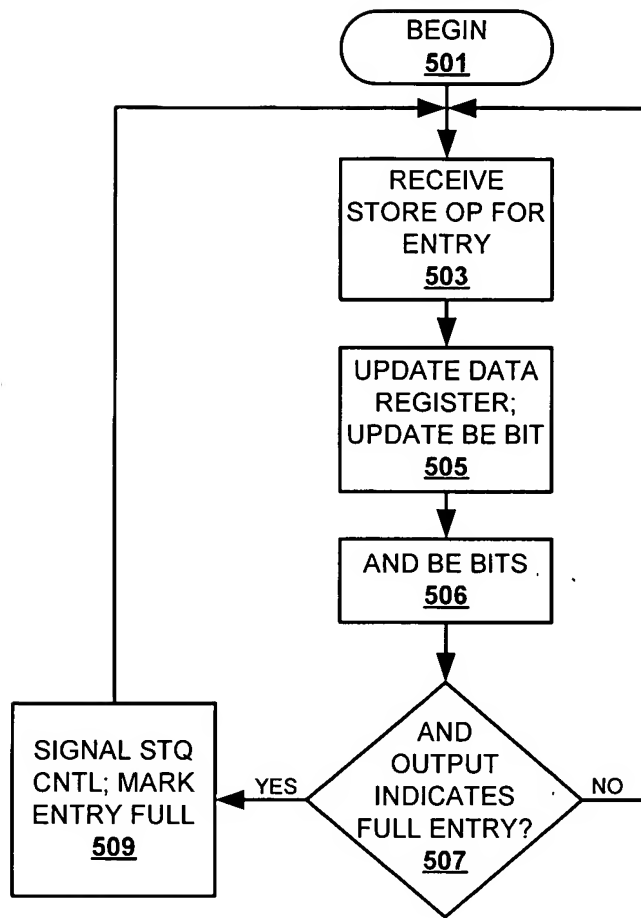 BEGIN
501
RECEIVE
STORE OP FOR
ENTRY
503
UPDATE DATA
REGISTER;
UPDATE BE BIT
505
AND BE BITS
506
AND
OUTPUT
INDICATES
FULL ENTRY?
507
YES
NO
SIGNAL STQ
CNTL; MARK
ENTRY FULL
509